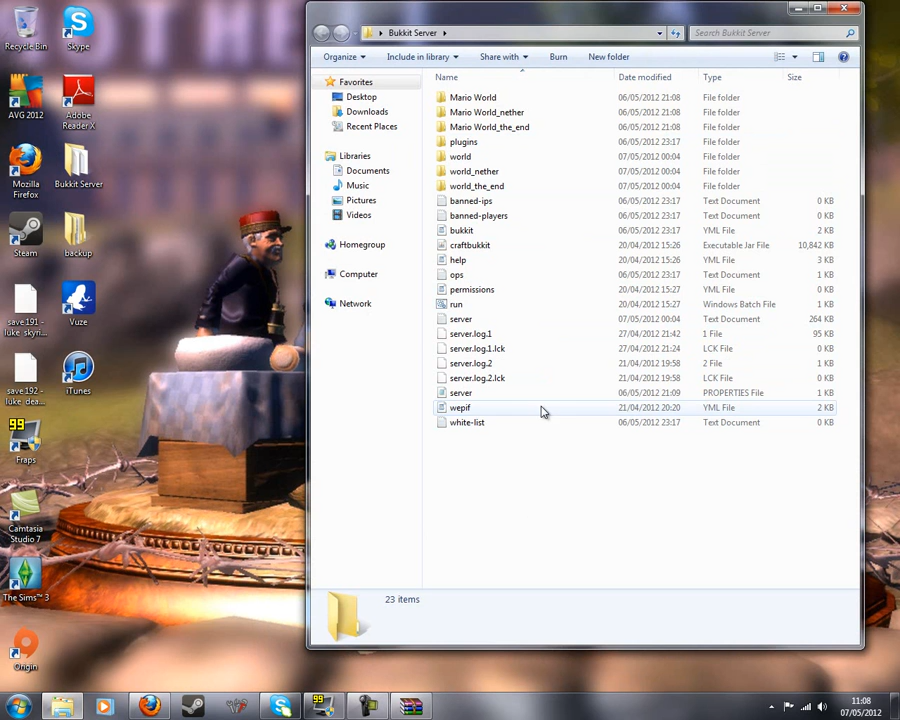 Recycle Bin
Skype
AVG 2012
Adobe
Reader X
Mozilla
Firefox
Bukkit Server
Steam
backup
save 191 -
luke_skyri...
Vuze
save 192 -
luke_dea...
iTunes
99
Fraps
Camtasia
Studio 7
The Sims™ 3
Origin
Bukkit Server
Search Bukkit Server
Organize
Include in library
Share with
Burn
New folder
Favorites
Desktop
Downloads
Recent Places
Libraries
Documents
Music
Pictures
Videos
Homegroup
Computer
Network
Name Date modified Type Size
Mario World 06/05/2012 21:08 File folder
Mario World_nether 06/05/2012 21:08 File folder
Mario World_the_end 06/05/2012 21:08 File folder
plugins 06/05/2012 23:17 File folder
world 07/05/2012 00:04 File folder
world_nether 07/05/2012 00:04 File folder
world_the_end 07/05/2012 00:04 File folder
banned-ips 06/05/2012 23:17 Text Document 0 KB
banned-players 06/05/2012 23:17 Text Document 0 KB
bukkit 06/05/2012 23:17 YML File 2 KB
craftbukkit 20/04/2012 15:26 Executable Jar File 10,842 KB
help 20/04/2012 15:26 YML File 3 KB
ops 06/05/2012 23:17 Text Document 1 KB
permissions 20/04/2012 15:27 YML File 0 KB
run 20/04/2012 15:27 Windows Batch File 1 KB
server 07/05/2012 00:04 Text Document 264 KB
server.log.1 27/04/2012 21:42 1 File 95 KB
server.log.1.lck 27/04/2012 21:24 LCK File 0 KB
server.log.2 21/04/2012 19:58 2 File 1 KB
server.log.2.lck 21/04/2012 19:58 LCK File 0 KB
server 06/05/2012 21:09 PROPERTIES File 1 KB
wepif 21/04/2012 20:20 YML File 2 KB
white-list 06/05/2012 23:17 Text Document 0 KB
23 items
99
11:08
07/05/2012